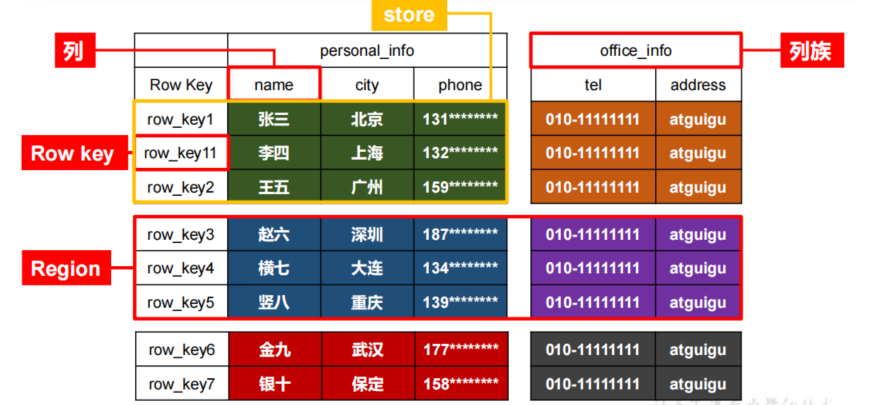 store
列 personal_info office_info 列族
Row Key name city phone tel address
row_key1 张三 北京 131******** 010-11111111 atguigu
Row key row_key11 李四 上海 132******** 010-11111111 atguigu
row_key2 王五 广州 159******** 010-11111111 atguigu
row_key3 赵六 深圳 187******** 010-11111111 atguigu
Region row_key4 横七 大连 134******** 010-11111111 atguigu
row_key5 竖八 重庆 139******** 010-11111111 atguigu
row_key6 金九 武汉 177******** 010-11111111 atguigu
row_key7 银十 保定 158******** 010-11111111 atguigu